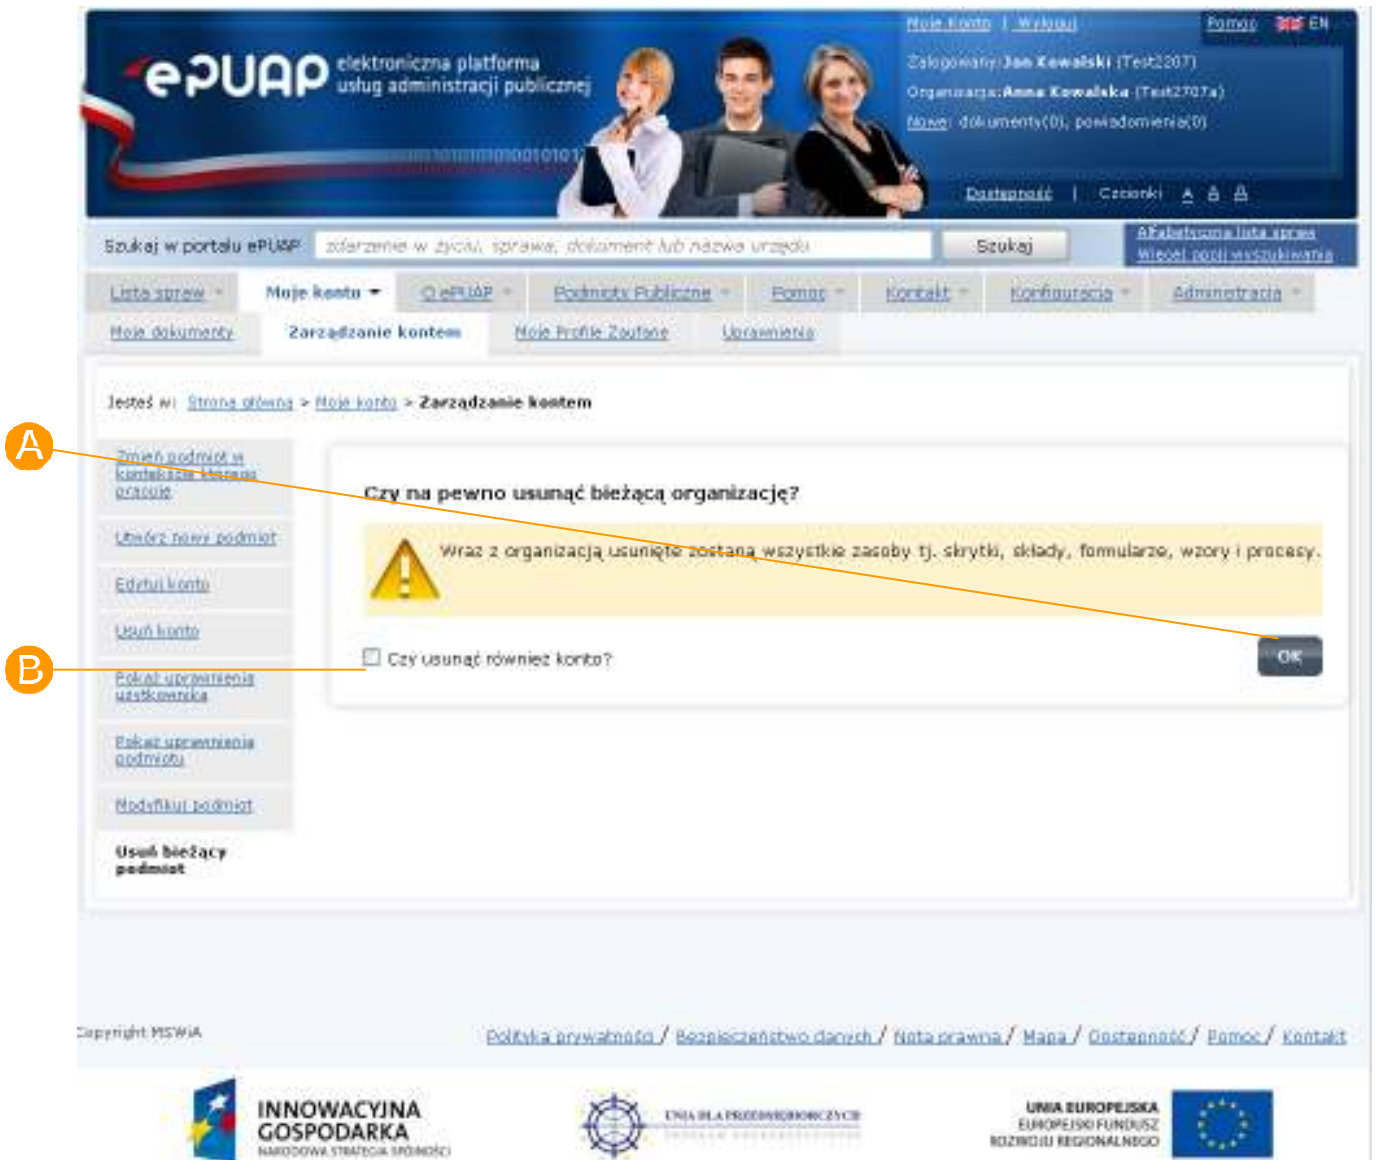 Moje Konto | Wyloguj
Pomoc EN
ePUAP elektroniczna platforma
usług administracji publicznej
Zalogowany: Jan Kowalski (Test2207)
Organizacja: Anna Kowalska (Test2707a)
Nowe: dokumenty(0), powiadomienia(0)
Dostępność | Czcionki A A A
Szukaj w portalu ePUAP zdarzenie w życiu, sprawa, dokument lub nazwa urzędu Szukaj
Alfabetyczna lista spraw
Więcej opcji wyszukiwania
Lista spraw Moje konto O ePUAP Podmioty Publiczne Pomoc Kontakt Konfiguracja Administracja
Moje dokumenty Zarządzanie kontem Moje Profile Zaufane Uprawnienia
Jesteś w: Strona główna > Moje konto > Zarządzanie kontem
A
Zmień podmiot w
kontekście którego
pracuję
Utwórz nowy podmiot
Edytuj konto
Usuń konto
B
Pokaż uprawnienia
użytkownika
Pokaż uprawnienia
podmiotu
Modyfikuj podmiot
Usuń bieżący
podmiot
Czy na pewno usunąć bieżącą organizację?
Wraz z organizacją usunięte zostaną wszystkie zasoby tj. skrytki, składy, formularze, wzory i procesy.
Czy usunąć również konto?
OK
Copyright MSWiA
Polityka prywatności / Bezpieczeństwo danych / Nota prawna / Mapa / Dostępność / Pomoc / Kontakt
INNOWACYJNA
GOSPODARKA
NARODOWA STRATEGIA SPÓJNOŚCI
UNIA DLA PRZEDSIĘBIORCZYCH
UNIA EUROPEJSKA
EUROPEJSKI FUNDUSZ
ROZWOJU REGIONALNEGO